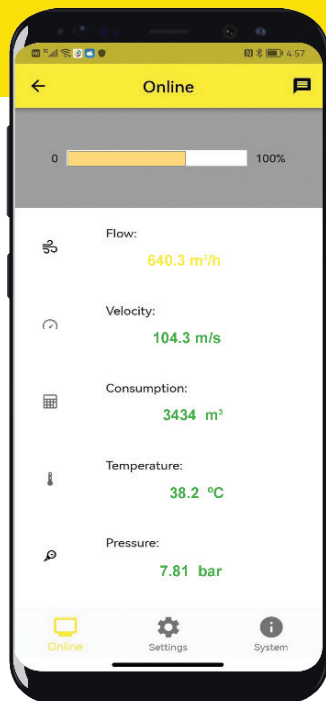 4:57
Online
0
100%
Flow:
640.3 m³/h
Velocity:
104.3 m/s
Consumption:
3434 m³
Temperature:
38.2 ºC
Pressure:
7.81 bar
Online
Settings
System